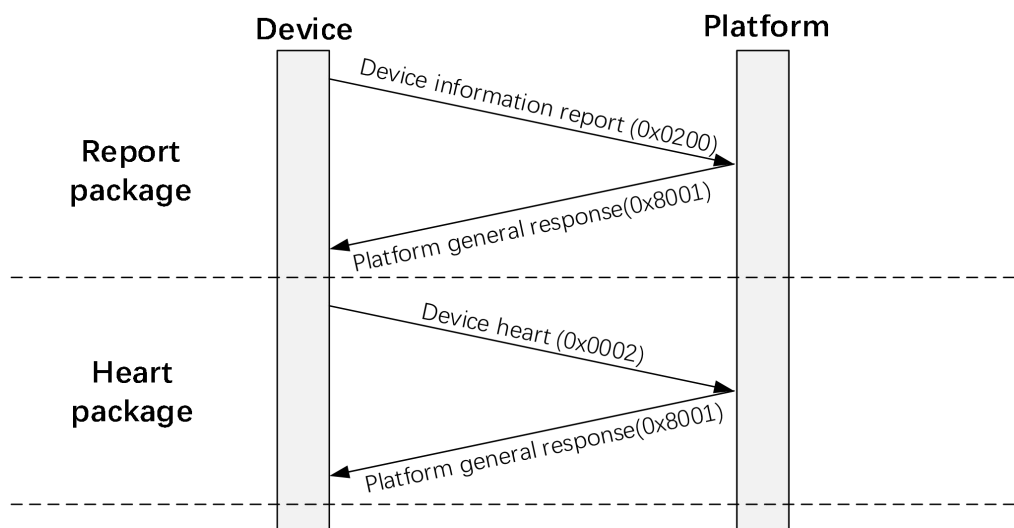 Device
Platform
Device information report (0x0200)
Report
package
Platform general response(0x8001)
Device heart (0x0002)
Heart
package
Platform general response(0x8001)